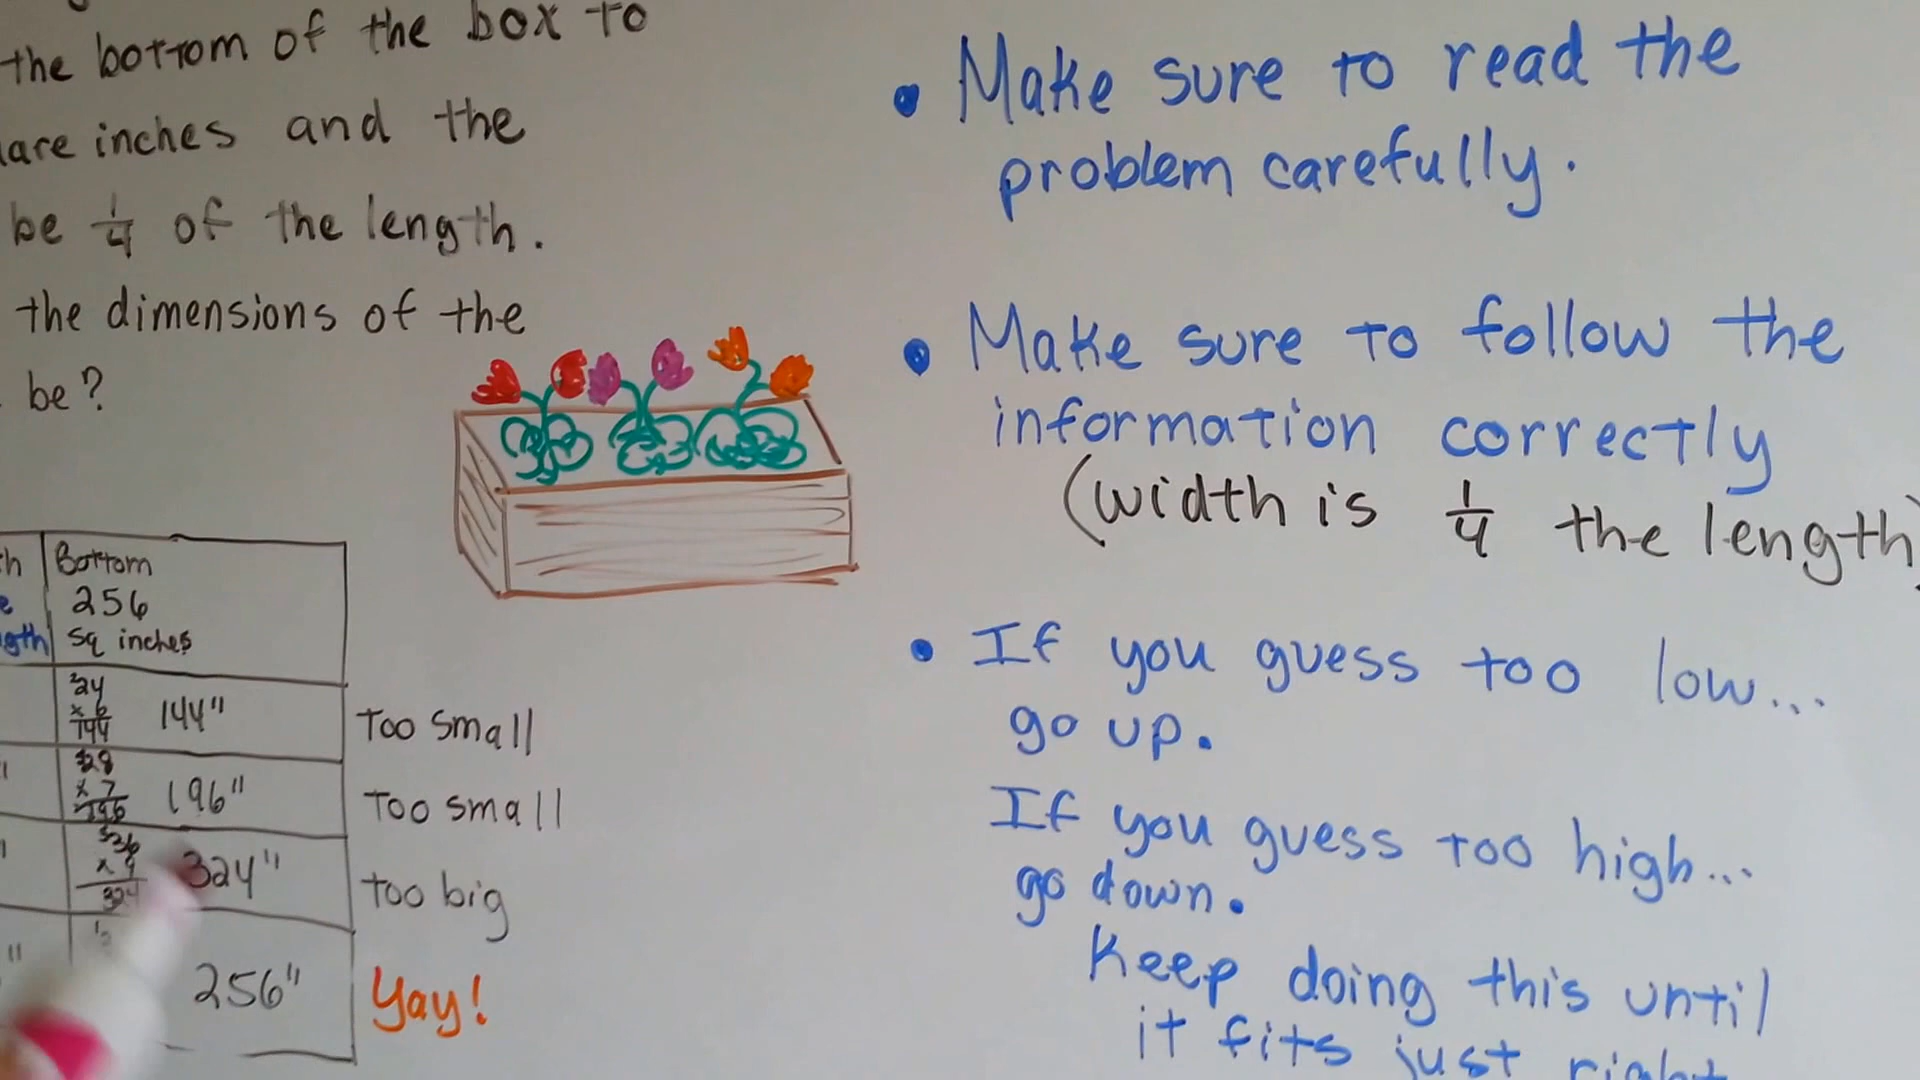 the bottom of the box to
are inches and the
be 1/4 of the length.
the dimensions of the
be?
Bottom
256
sq inches
24
x 6
144
144"
Too small
28
x 7
196
196"
Too small
36
x 9
324
324"
too big
256"
Yay!
• Make sure to read the
problem carefully.
• Make sure to follow the
information correctly
(width is 1/4 the length)
• If you guess too low...
go up.
If you guess too high...
go down.
Keep doing this until
it fits just right